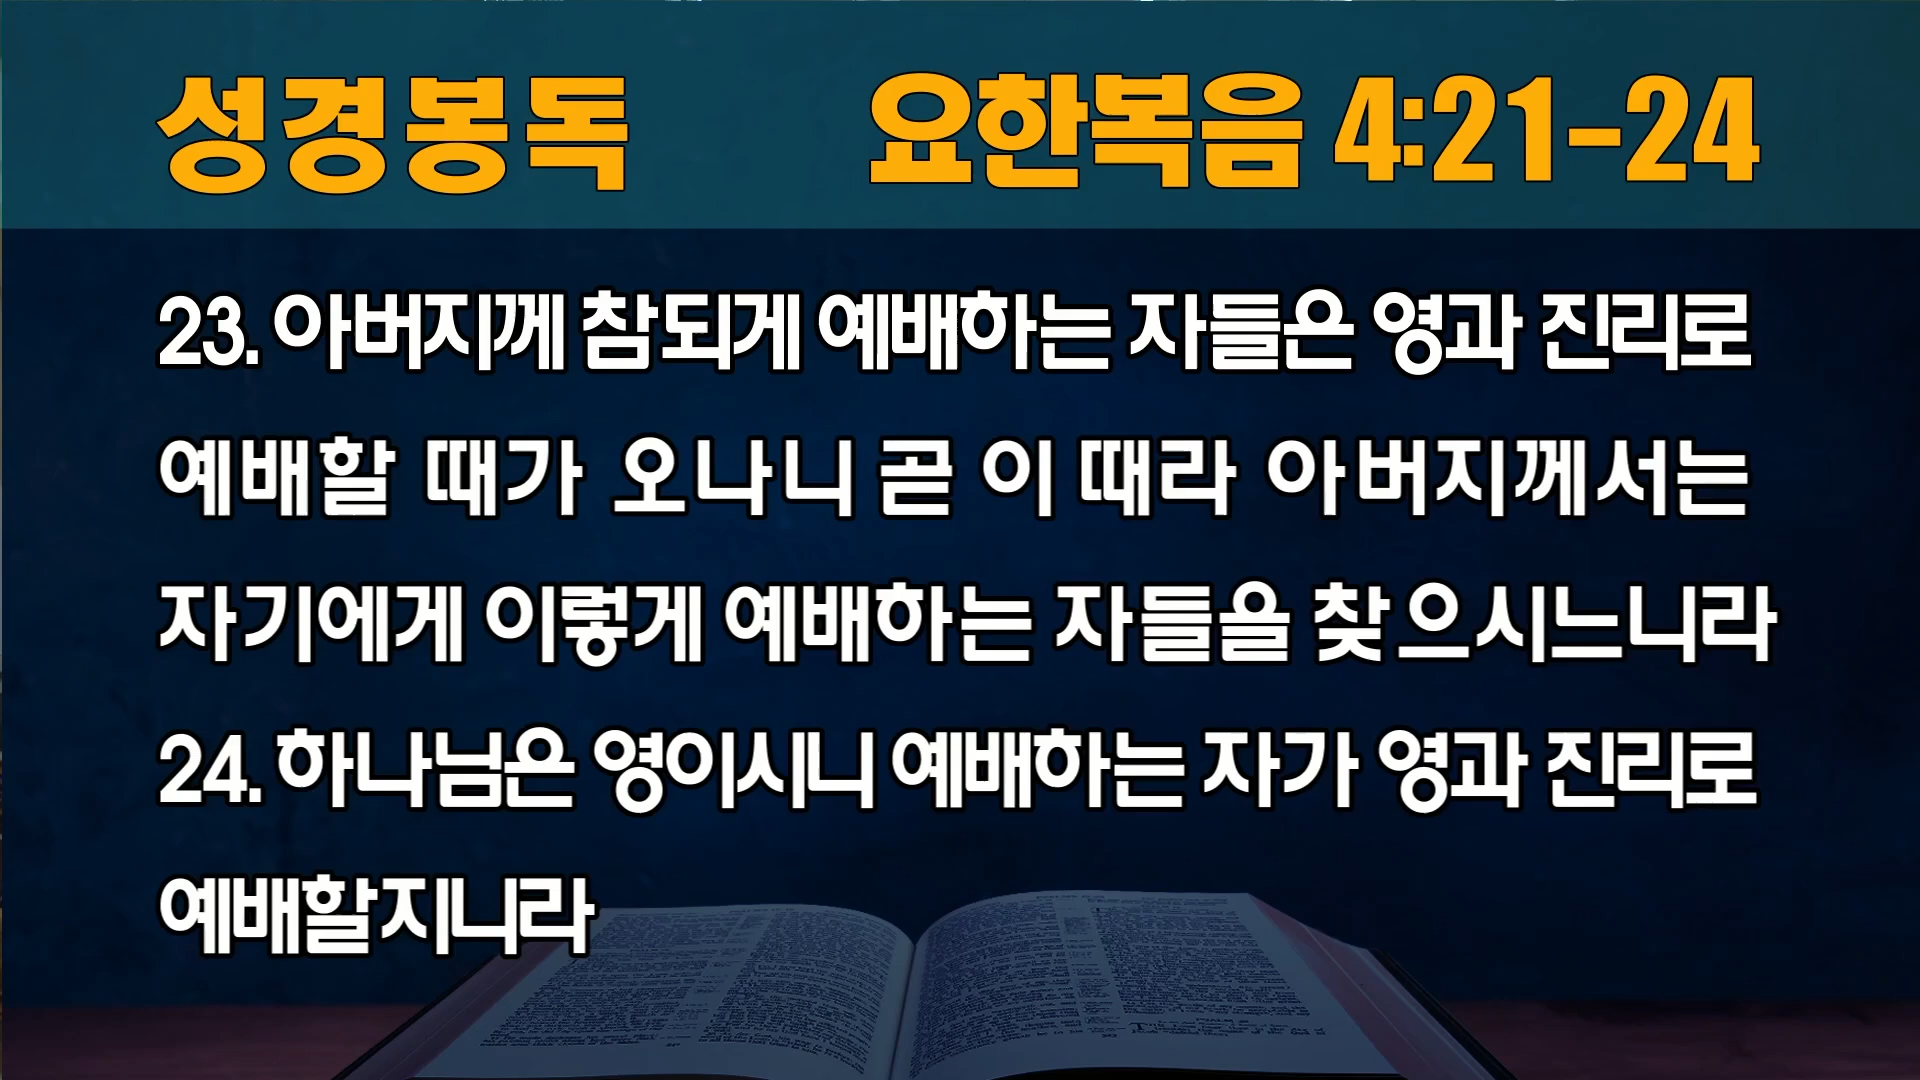 성경봉독 요한복음 4:21-24
23. 아버지께 참되게 예배하는 자들은 영과 진리로
예배할 때가 오나니 곧 이 때라 아버지께서는
자기에게 이렇게 예배하는 자들을 찾으시느니라
24. 하나님은 영이시니 예배하는 자가 영과 진리로
예배할지니라